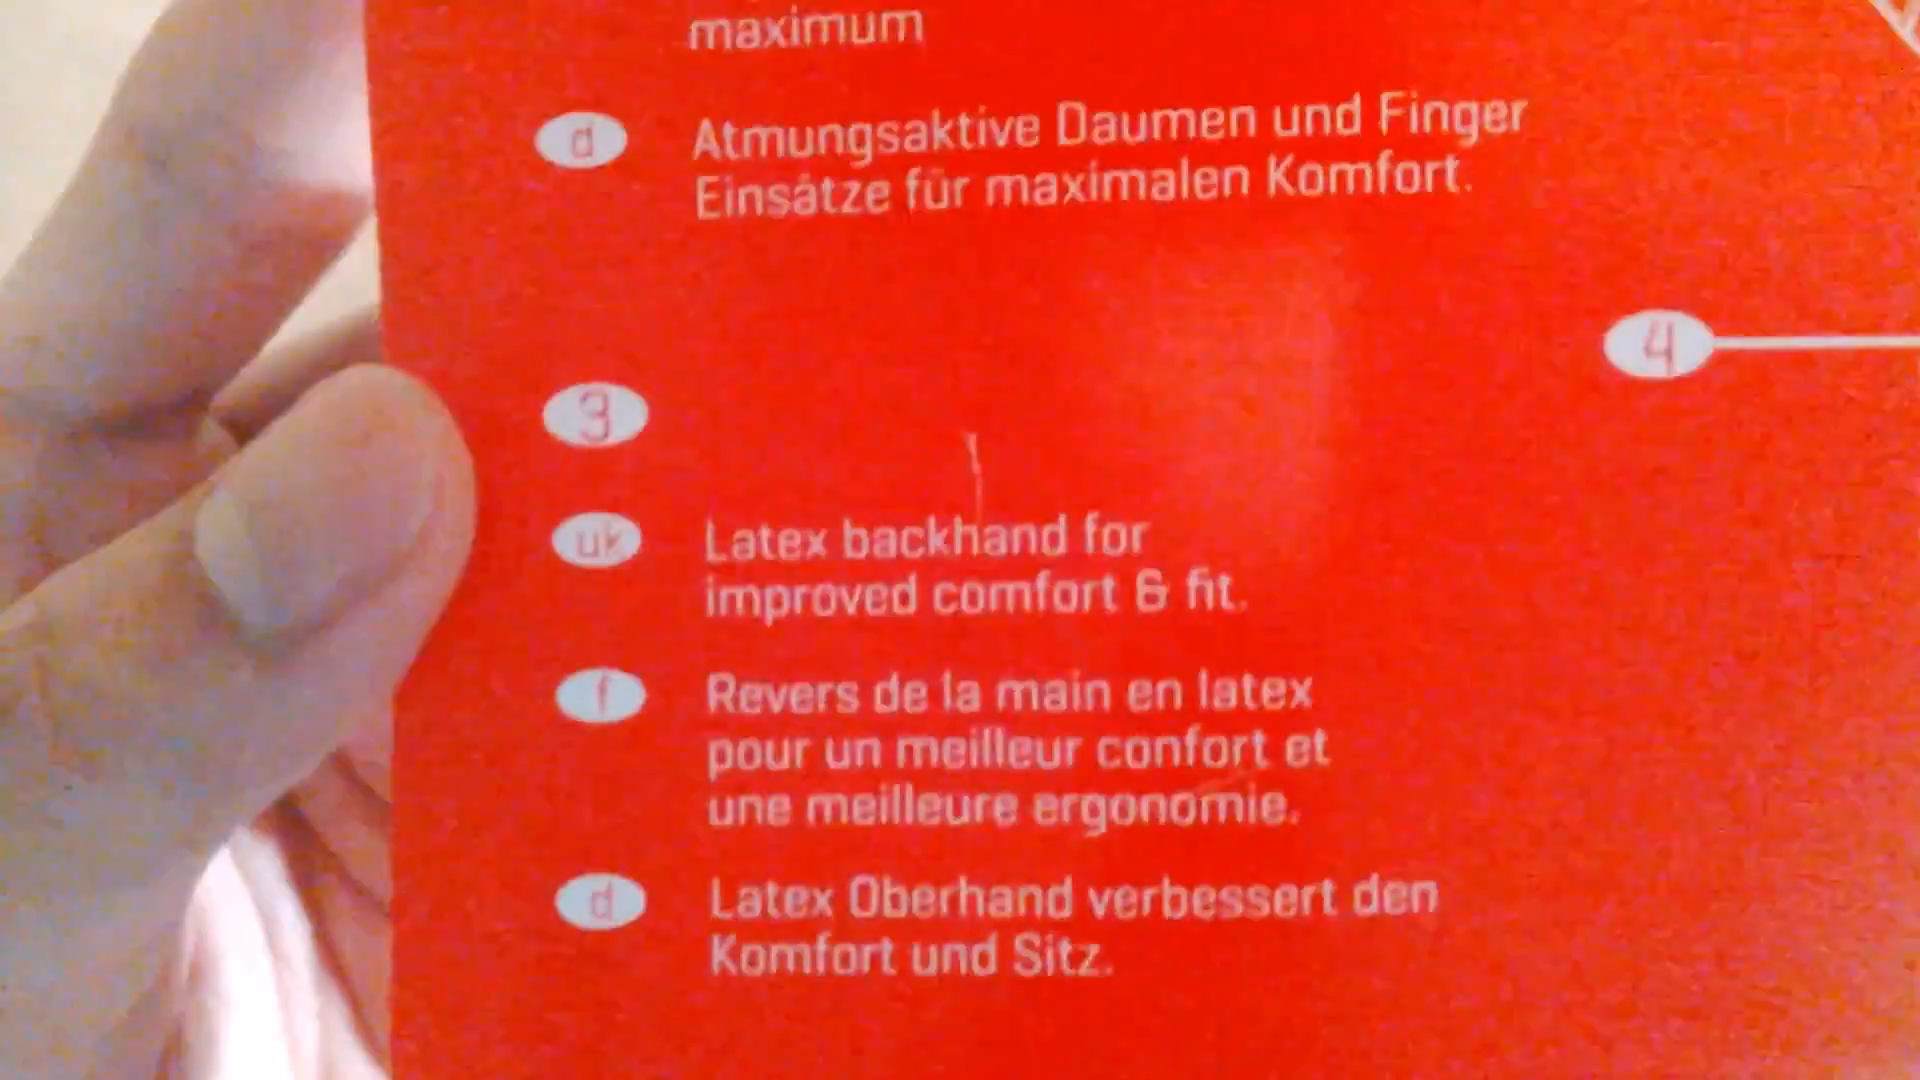 maximum
d Atmungsaktive Daumen und Finger
Einsátze für maximalen Komfort.
4
3
uk Latex backhand for
improved comfort & fit.
f Revers de la main en latex
pour un meilleur confort et
une meilleure ergonomie.
d Latex Oberhand verbessert den
Komfort und Sitz.